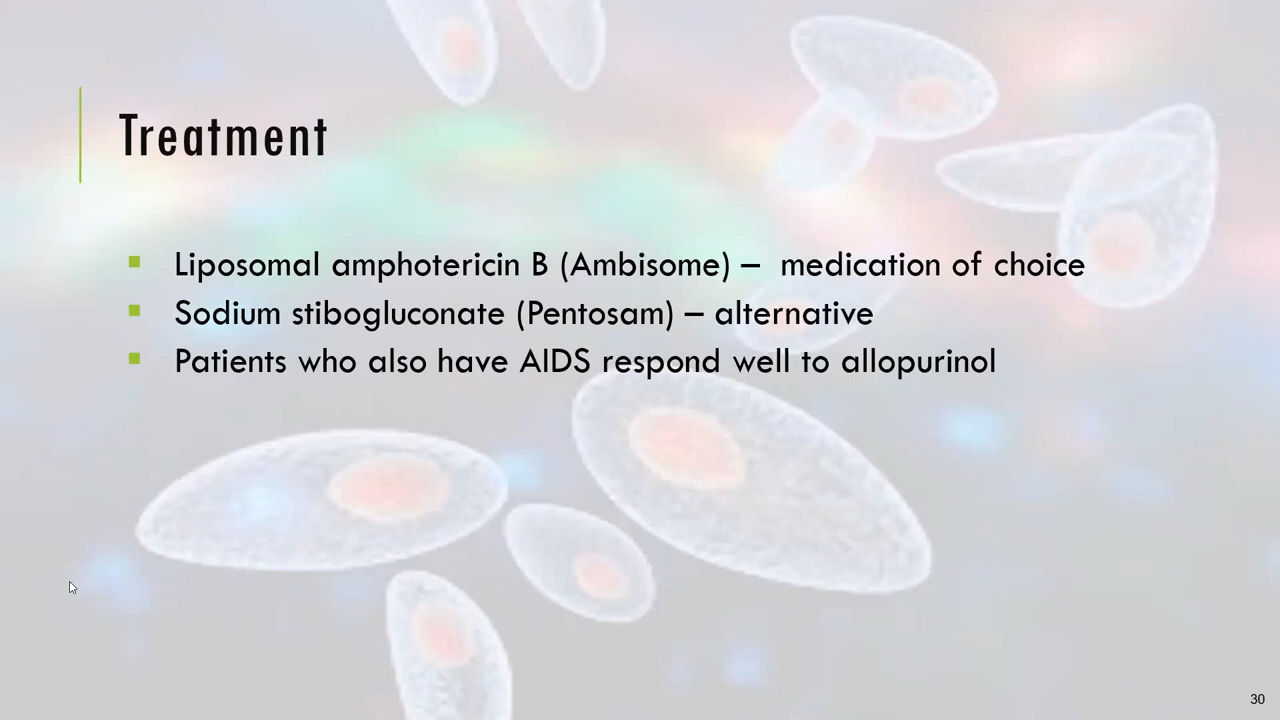 Treatment
Liposomal amphotericin B (Ambisome) –  medication of choice
Sodium stibogluconate (Pentosam) – alternative
Patients who also have AIDS respond well to allopurinol
30